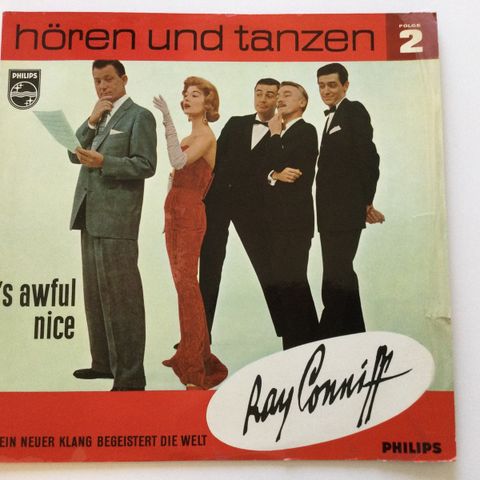 hören und tanzen
FOLGE
2
PHILIPS
's awful
nice
Ray Conniff
EIN NEUER KLANG BEGEISTERT DIE WELT
PHILIPS